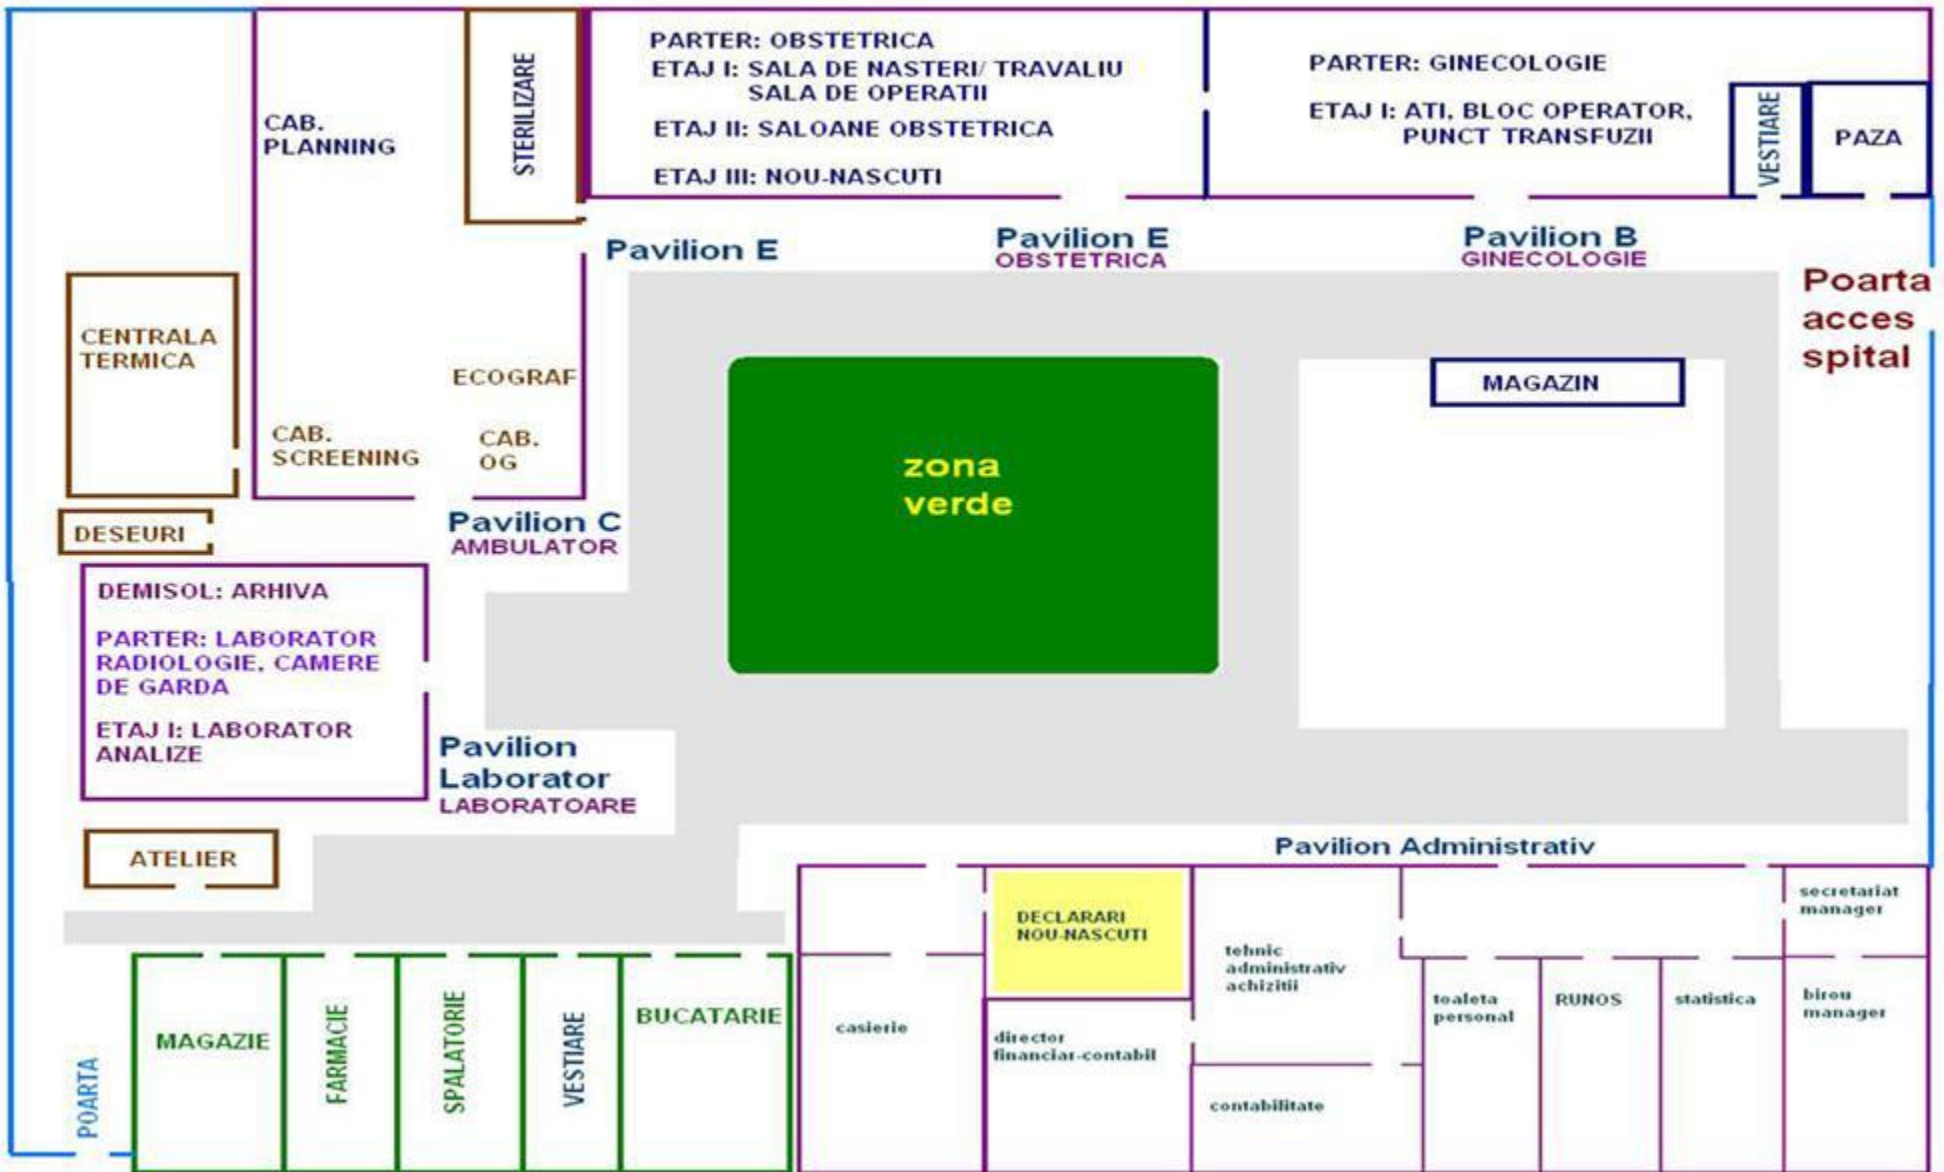 PARTER: OBSTETRICA
ETAJ I: SALA DE NASTERI/ TRAVALIU
SALA DE OPERATII
ETAJ II: SALOANE OBSTETRICA
ETAJ III: NOU-NASCUTI
PARTER: GINECOLOGIE
ETAJ I: ATI, BLOC OPERATOR,
PUNCT TRANSFUZII
VESTIARE
PAZA
STERILIZARE
CAB.
PLANNING
Pavilion E
Pavilion E
OBSTETRICA
Pavilion B
GINECOLOGIE
Poarta
acces
spital
CENTRALA
TERMICA
ECOGRAF
CAB.
SCREENING
CAB.
OG
MAGAZIN
zona
verde
DESEURI
Pavilion C
AMBULATOR
DEMISOL: ARHIVA
PARTER: LABORATOR
RADIOLOGIE, CAMERE
DE GARDA
ETAJ I: LABORATOR
ANALIZE
Pavilion
Laborator
LABORATOARE
ATELIER
Pavilion Administrativ
secretariat
manager
DECLARARI
NOU-NASCUTI
tehnic
administrativ
achizitii
toaleta
personal
RUNOS
statistica
birou
manager
casierie
director
financiar-contabil
contabilitate
POARTA
MAGAZIE
FARMACIE
SPALATORIE
VESTIARE
BUCATARIE